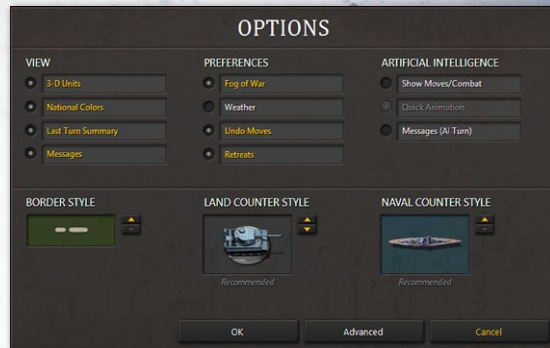 OPTIONS
VIEW
3-D Units
National Colors
Last Turn Summary
Messages
PREFERENCES
Fog of War
Weather
Undo Moves
Retreats
ARTIFICIAL INTELLIGENCE
Show Moves/Combat
Quick Animation
Messages (AI Turn)
BORDER STYLE
LAND COUNTER STYLE
Recommended
NAVAL COUNTER STYLE
Recommended
OK
Advanced
Cancel